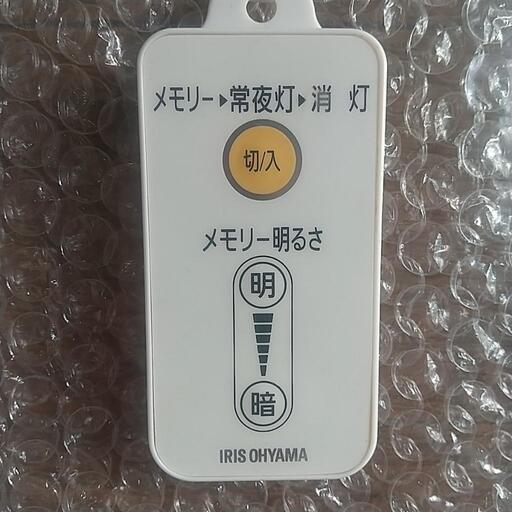 メモリー▶常夜灯▶消 灯
切/入
メモリー明るさ
明
暗
IRIS OHYAMA